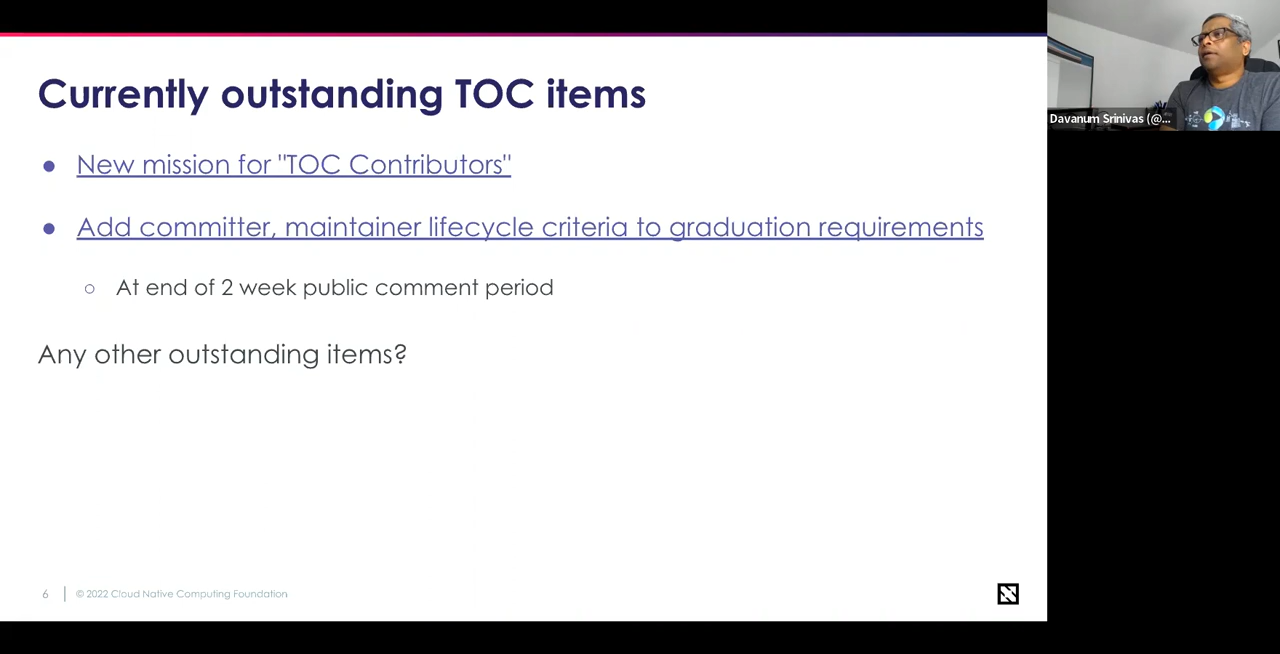 Currently outstanding TOC items
● New mission for "TOC Contributors"
● Add committer, maintainer lifecycle criteria to graduation requirements
○ At end of 2 week public comment period
Any other outstanding items?
6 | © 2022 Cloud Native Computing Foundation
Davanum Srinivas (@...